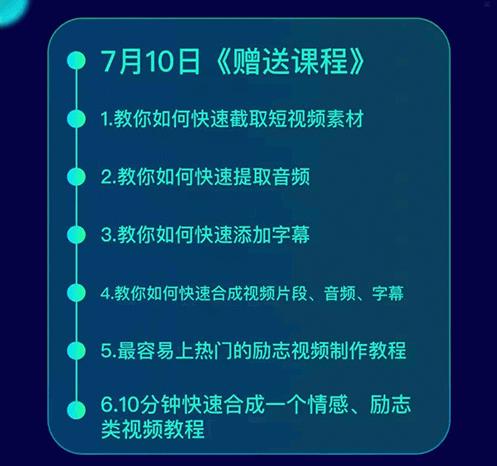 7月10日《赠送课程》
1.教你如何快速截取短视频素材
2.教你如何快速提取音频
3.教你如何快速添加字幕
4.教你如何快速合成视频片段、音频、字幕
5.最容易上热门的励志视频制作教程
6.10分钟快速合成一个情感、励志
类视频教程